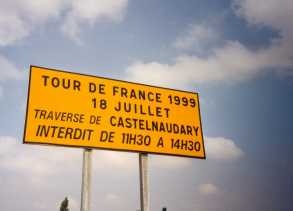 TOUR DE FRANCE 1999
18 JUILLET
TRAVERSE DE CASTELNAUDARY
INTERDIT DE 11H30 A 14H30